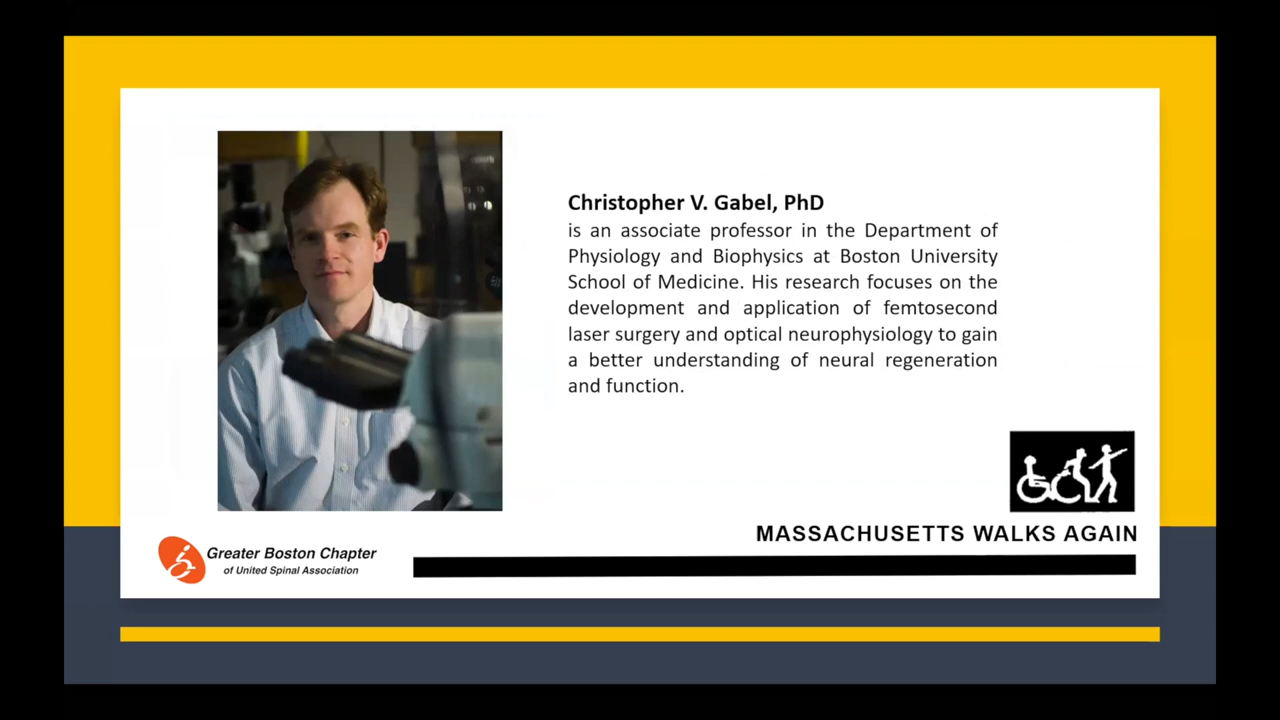 Christopher V. Gabel, PhD
is an associate professor in the Department of
Physiology and Biophysics at Boston University
School of Medicine. His research focuses on the
development and application of femtosecond
laser surgery and optical neurophysiology to gain
a better understanding of neural regeneration
and function.
MASSACHUSETTS WALKS AGAIN
Greater Boston Chapter
of United Spinal Association